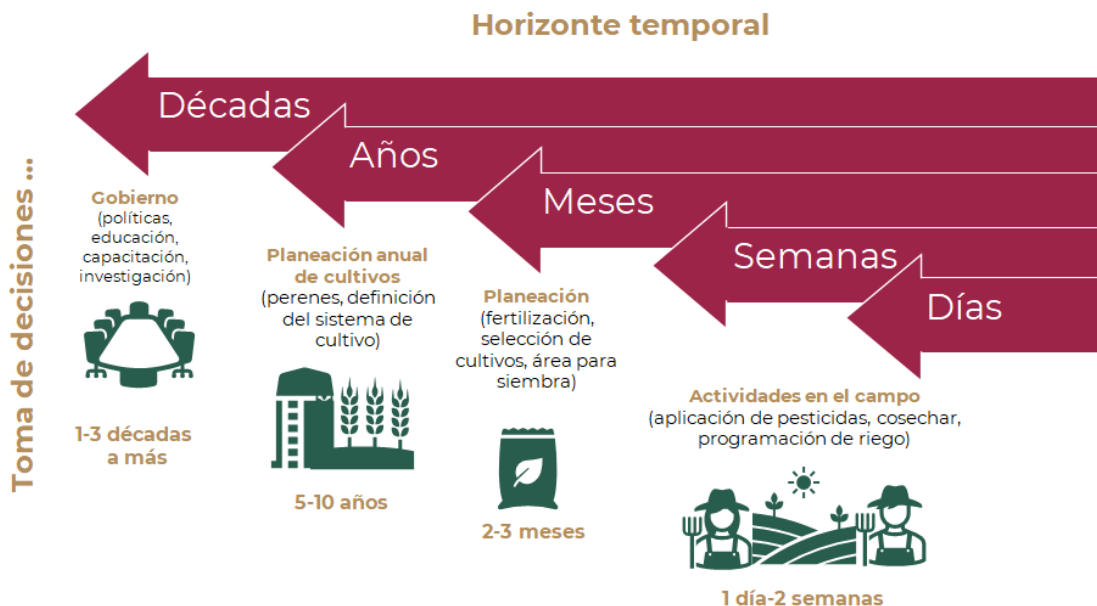 Horizonte temporal
Toma de decisiones ...
Décadas
Años
Meses
Semanas
Días
Gobierno
(políticas,
educación,
capacitación,
investigación)
1-3 décadas
a más
Planeación anual
de cultivos
(perenes, definición
del sistema de
cultivo)
5-10 años
Planeación
(fertilización,
selección de
cultivos, área para
siembra)
2-3 meses
Actividades en el campo
(aplicación de pesticidas, cosechar,
programación de riego)
1 día-2 semanas